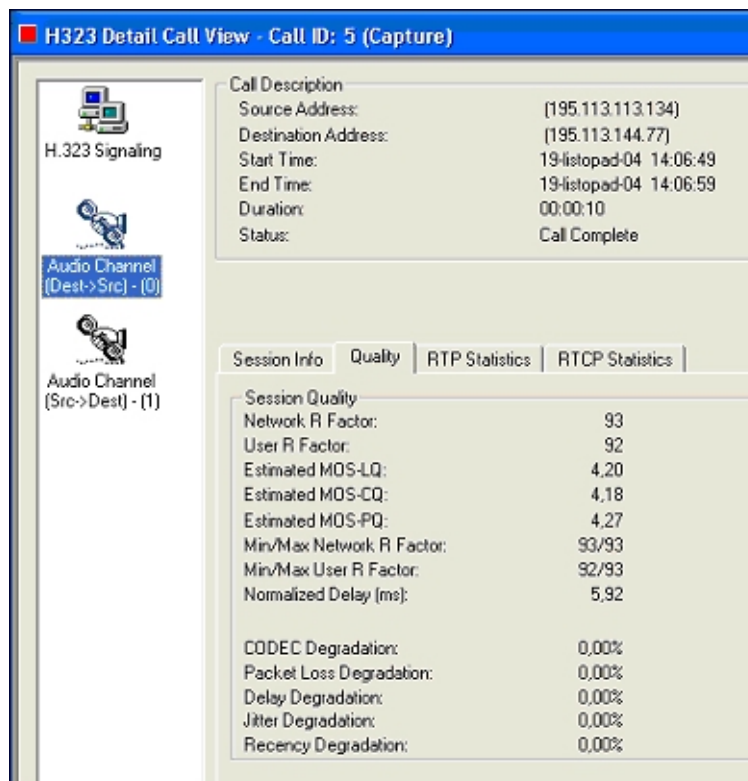 H323 Detail Call View - Call ID: 5 (Capture)
H.323 Signaling
Audio Channel
(Dest->Src) - (0)
Audio Channel
(Src->Dest) - (1)
Call Description
Source Address: (195.113.113.134)
Destination Address: (195.113.144.77)
Start Time: 19-listopad-04 14:06:49
End Time: 19-listopad-04 14:06:59
Duration: 00:00:10
Status: Call Complete
Session Info Quality RTP Statistics RTCP Statistics
Session Quality
Network R Factor: 93
User R Factor: 92
Estimated MOS-LQ: 4,20
Estimated MOS-CQ: 4,18
Estimated MOS-PQ: 4,27
Min/Max Network R Factor: 93/93
Min/Max User R Factor: 92/93
Normalized Delay (ms): 5,92
CODEC Degradation: 0,00%
Packet Loss Degradation: 0,00%
Delay Degradation: 0,00%
Jitter Degradation: 0,00%
Recency Degradation: 0,00%